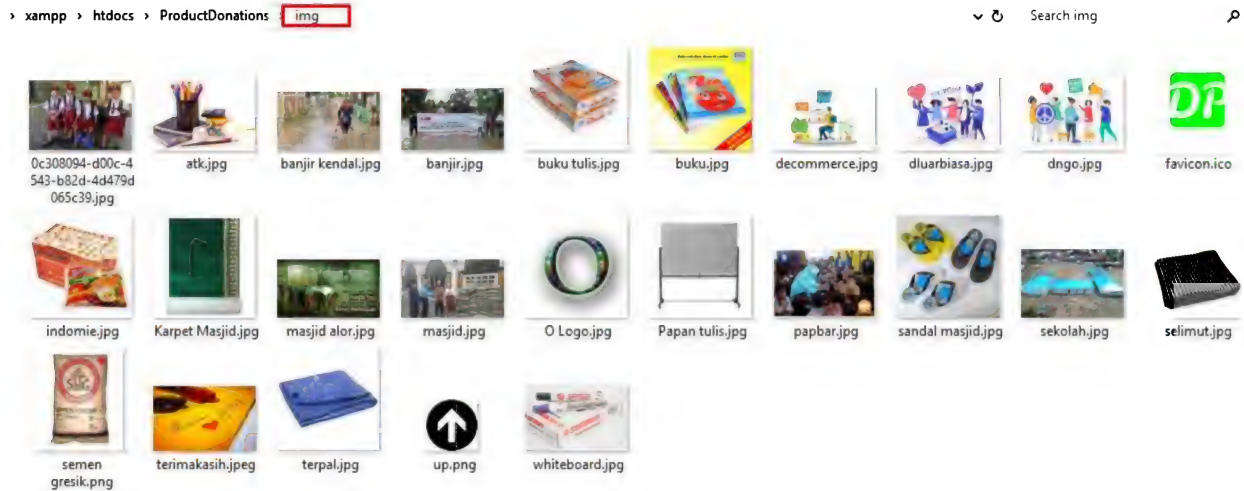 › xampp › htdocs › ProductDonations › img
Search img
0c308094-d00c-4
543-b82d-4d479d
065c39.jpg
atk.jpg
banjir kendal.jpg
banjir.jpg
buku tulis.jpg
buku.jpg
decommerce.jpg
dluarbiasa.jpg
dngo.jpg
DP
favicon.ico
indomie.jpg
Karpet Masjid.jpg
masjid alor.jpg
masjid.jpg
O
O Logo.jpg
Papan tulis.jpg
papbar.jpg
sandal masjid.jpg
sekolah.jpg
selimut.jpg
semen
gresik.png
terimakasih.jpeg
terpal.jpg
up.png
whiteboard.jpg